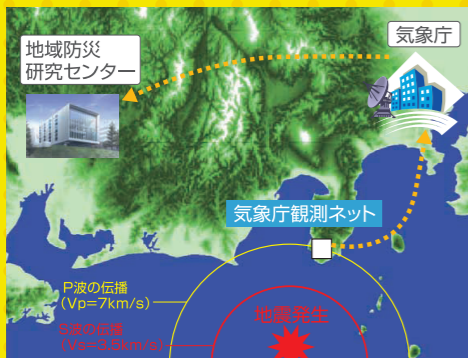 地域防災
研究センター
気象庁
気象庁観測ネット
P波の伝播
(Vp=7km/s)
地震発生
S波の伝播
(Vs=3.5km/s)